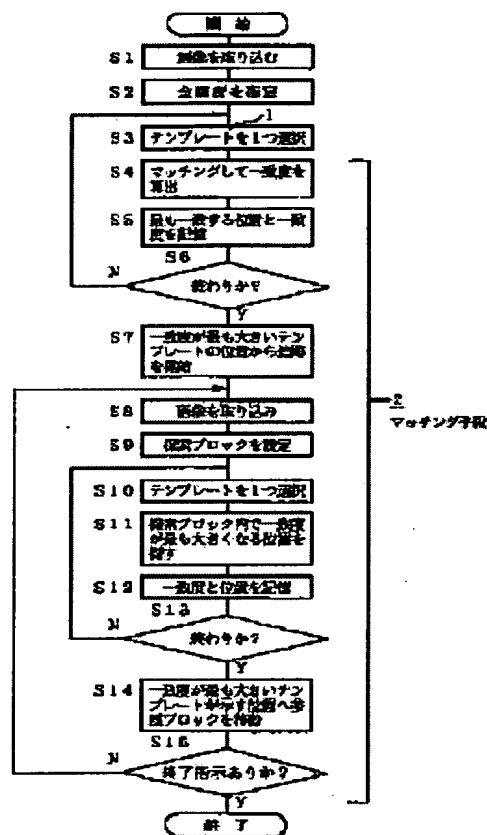 開始
S1
画像を取り込む
S2
1
S3
テンプレートを1つ選択
S4
マッチングして一致度を
算出
S5
最も一致する位置と一致
度を記憶
S6
終わりか?
N
Y
S7
一致度が最も大きいテン
プレートの位置から
を開始
S8
画像を取り込み
2
マッチング手段
S9
探索ブロックを設定
S10
テンプレートを1つ選択
S11
探索ブロック内で一致度
が最も大きくなる位置を
探す
S12
一致度と位置を記憶
S13
終わりか?
N
Y
S14
一致度が最も大きいテン
プレートが示す位置へ
ブロックを移動
S15
終了指示ありか?
N
Y
終了